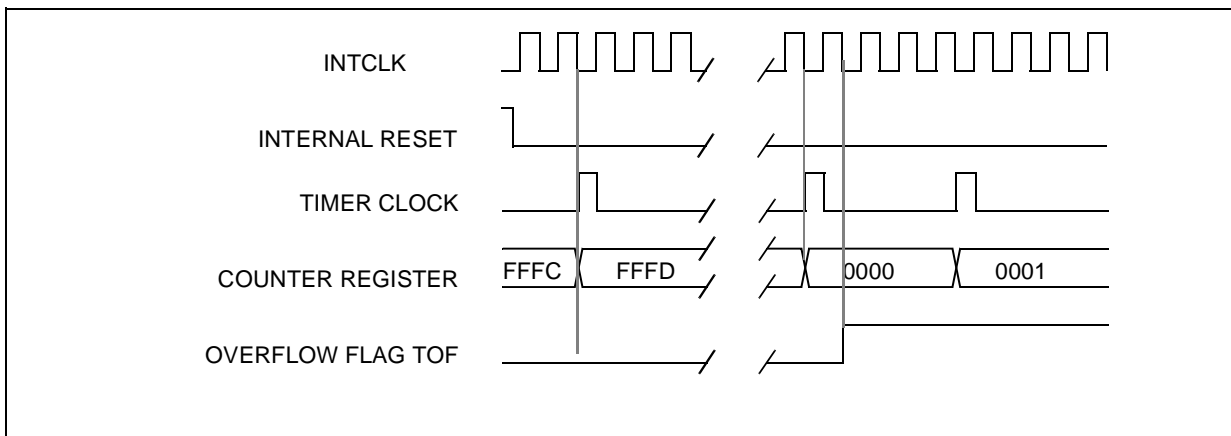 INTCLK
INTERNAL RESET
TIMER CLOCK
COUNTER REGISTER
FFFC FFFD 0000 0001
OVERFLOW FLAG TOF